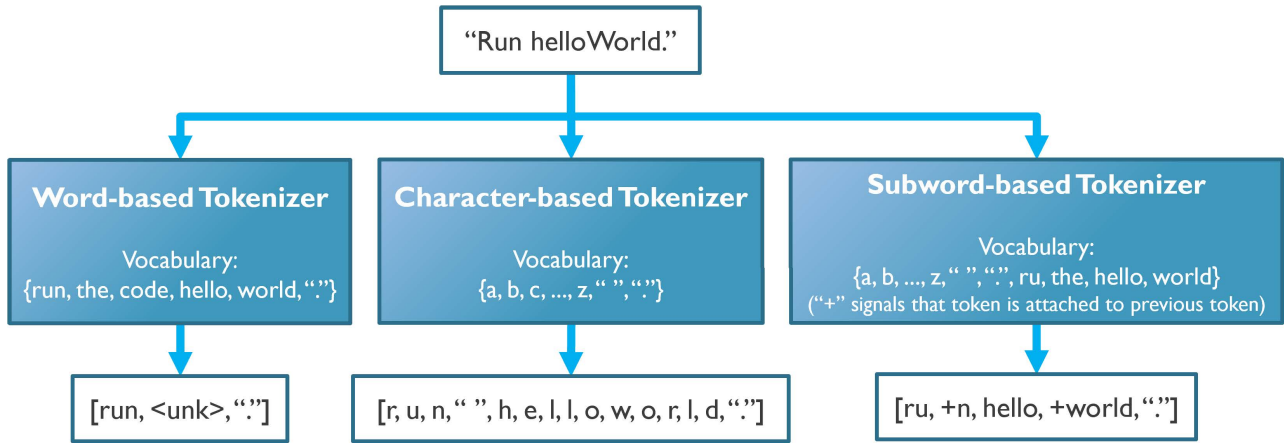 “Run helloWorld.”
Word-based Tokenizer
Vocabulary:
{run, the, code, hello, world, “.”}
Character-based Tokenizer
Vocabulary:
{a, b, c, ..., z, “ ”, “.”}
Subword-based Tokenizer
Vocabulary:
{a, b, ..., z, “ ”, “.”, ru, the, hello, world}
(“+” signals that token is attached to previous token)
[run, <unk>, “.”]
[r, u, n, “ ”, h, e, l, l, o, w, o, r, l, d, “.”]
[ru, +n, hello, +world, “.”]